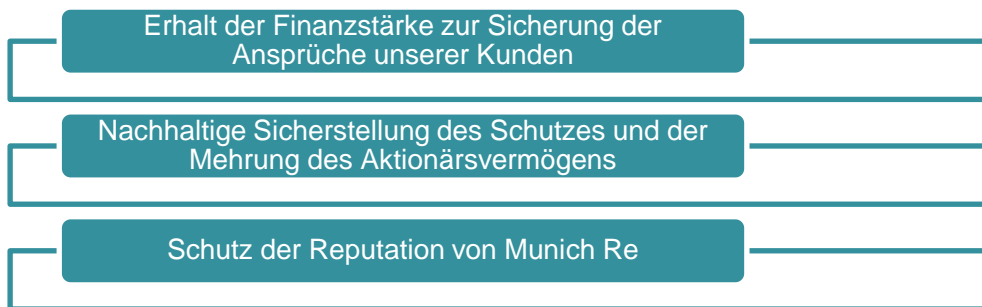 Erhalt der Finanzstärke zur Sicherung der
Ansprüche unserer Kunden
Nachhaltige Sicherstellung des Schutzes und der
Mehrung des Aktionärsvermögens
Schutz der Reputation von Munich Re